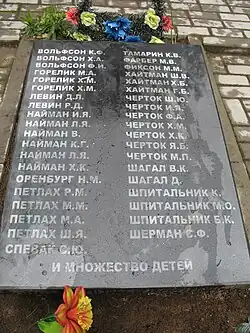 ВОЛЬФСОН К.Ф.
ВОЛЬФСОН Х.А.
ВОЛЬФСОН Ф.И.
ГОРЕЛИК М.А.
ГОРЕЛИК Х.М.
ГОРЕЛИК Х.М.
ЛЕВИН Д.Л.
ЛЕВИН Р.Д.
НАЙМАН И.Я.
НАЙМАН Л.Я.
НАЙМАН В.
НАЙМАН К.Г.
НАЙМАН Л.Я.
НАЙМАН Х.К.
ОРЕНБУРГ Н.М.
ПЕТЛАХ Р.М.
ПЕТЛАХ М.М.
ПЕТЛАХ М.А.
ПЕТЛАХ Ш.Я.
СПЕВАК С.Ю.
ТАМАРИН К.В.
ФАРБЕР М.В.
ФИКСОН М.М.
ХАЙТМАН Ш.В.
ХАЙТМАН Х.Б.
ХАЙТМАН Г.Б.
ЧЕРТОК Ш.Ю.
ЧЕРТОК И.Я.
ЧЕРТОК Ф.А.
ЧЕРТОК Х.М.
ЧЕРТОК Х.К.
ЧЕРТОК Я.Б.
ЧЕРТОК М.П.
ШАГАЛ В.К.
ШАГАЛ Д.
ШПИТАЛЬНИК К.
ШПИТАЛЬНИК М.Ю.
ШПИТАЛЬНИК Б.К.
ШЕРМАН С.Ф.
И МНОЖЕСТВО ДЕТЕЙ